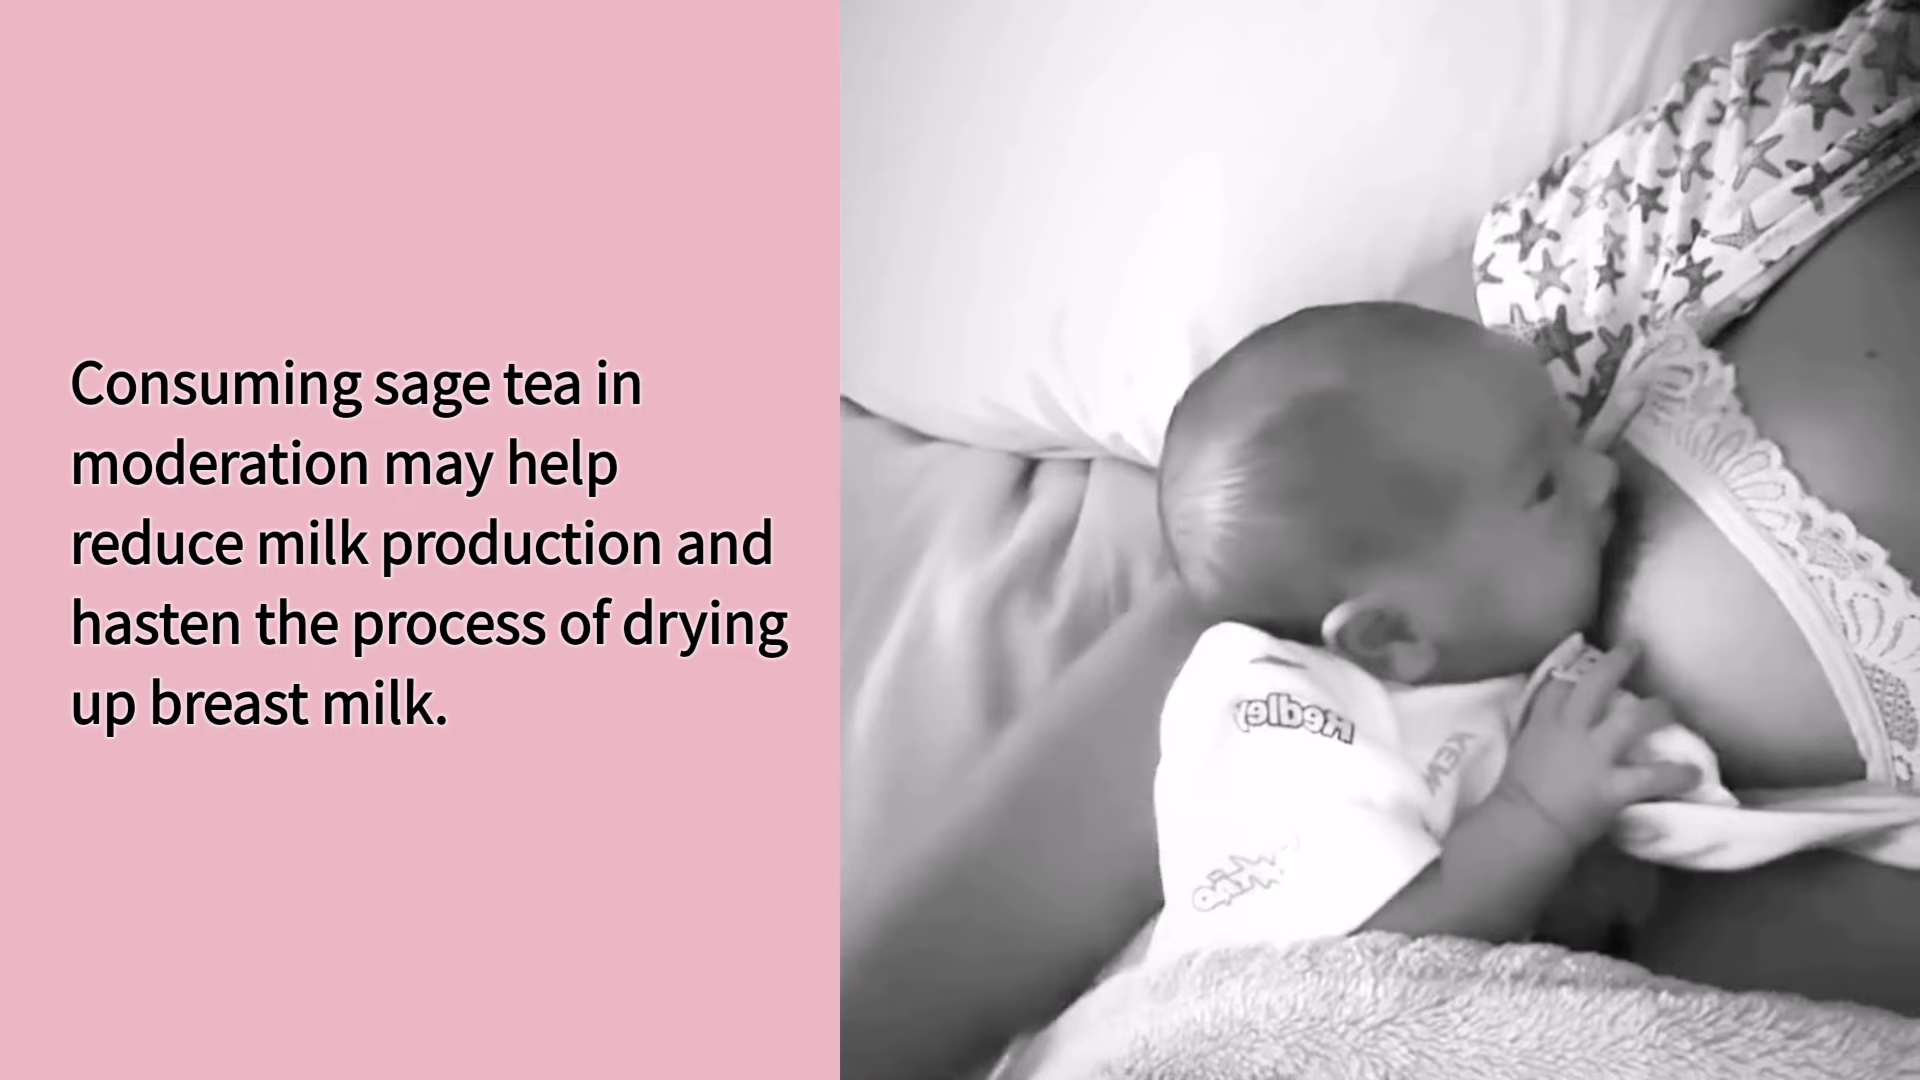 Consuming sage tea in
moderation may help
reduce milk production and
hasten the process of drying
up breast milk.
Redley